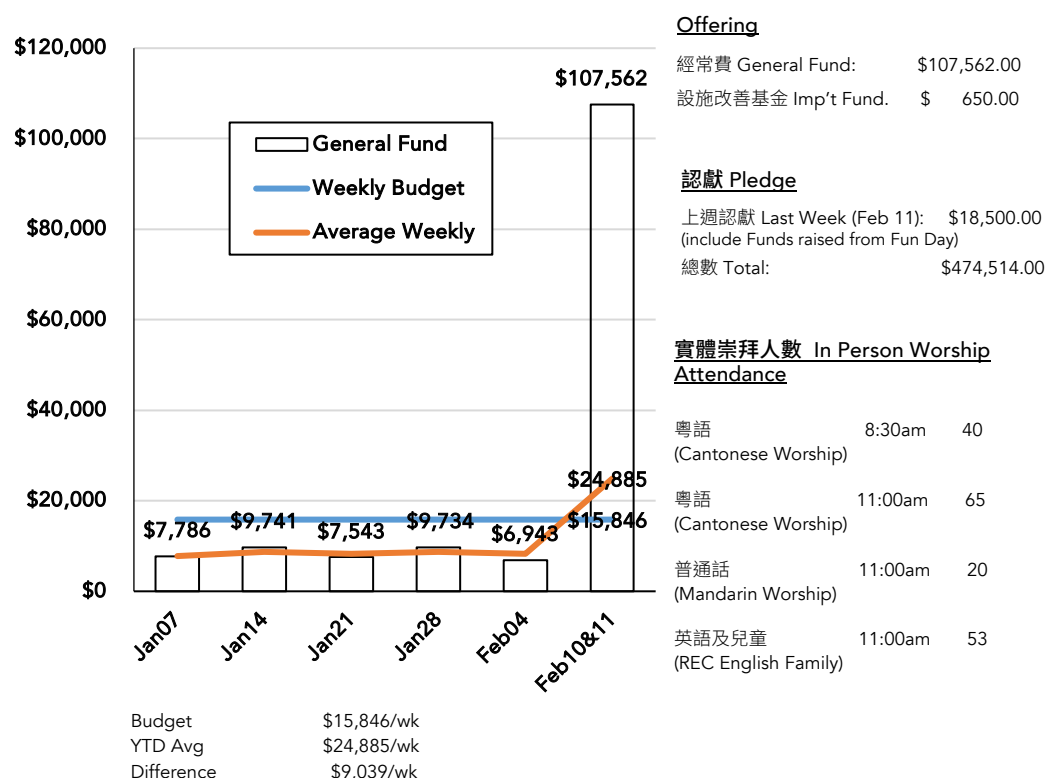 $120,000
$100,000
$80,000
$60,000
$40,000
$20,000
$0
General Fund
Weekly Budget
Average Weekly
$107,562
$24,885
$15,846
$7,786
$9,741
$7,543
$9,734
$6,943
Jan07
Jan14
Jan21
Jan28
Feb04
Feb10&11
Budget $15,846/wk
YTD Avg $24,885/wk
Difference $9,039/wk
Offering
經常費 General Fund: $107,562.00
設施改善基金 Imp't Fund. $ 650.00
認獻 Pledge
上週認獻 Last Week (Feb 11): $18,500.00
(include Funds raised from Fun Day)
總數 Total: $474,514.00
實體崇拜人數 In Person Worship
Attendance
粵語 8:30am 40
(Cantonese Worship)
粵語 11:00am 65
(Cantonese Worship)
普通話 11:00am 20
(Mandarin Worship)
英語及兒童 11:00am 53
(REC English Family)